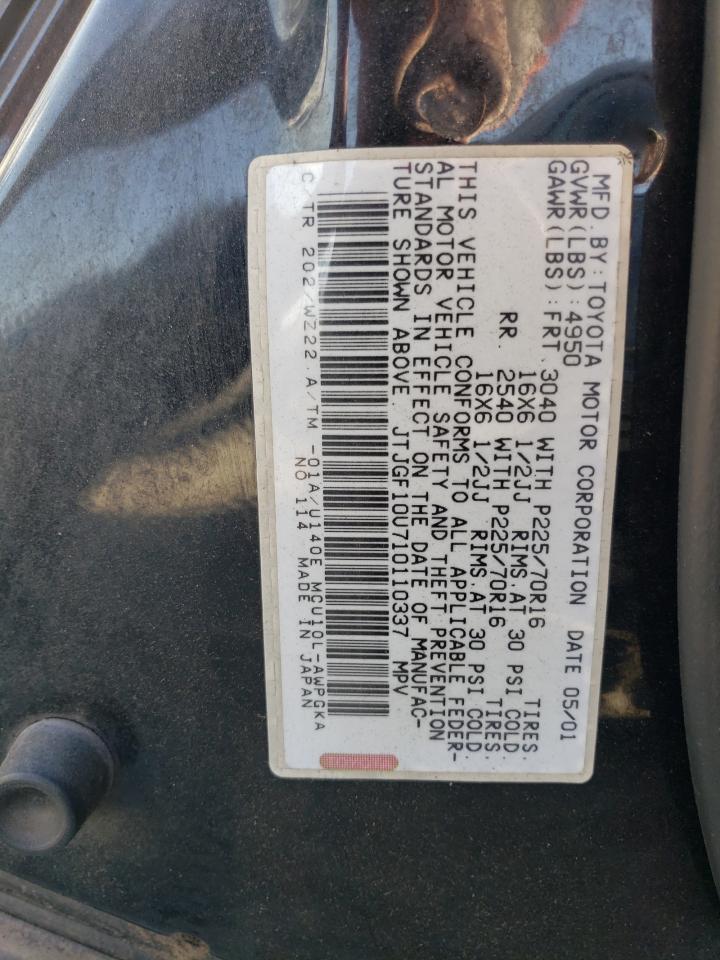 MFD.BY:TOYOTA MOTOR CORPORATION DATE 05/01
GVWR(LBS):4950
GAWR(LBS):FRT. 3040 WITH P225/70R16 TIRES.
16X6 1/2JJ RIMS.AT 30 PSI COLD.
RR. 2540 WITH P225/70R16 TIRES.
16X6 1/2JJ RIMS.AT 30 PSI COLD.
THIS VEHICLE CONFORMS TO ALL APPLICABLE FEDER-
AL MOTOR VEHICLE SAFETY AND THEFT PREVENTION
STANDARDS IN EFFECT ON THE DATE OF MANUFAC-
TURE SHOWN ABOVE. JTJGF10U710110337 MPV
C/TR 202/WZ22.A/TM -01A/U140E MCU10L-AWPGKA
NO 114 MADE IN JAPAN